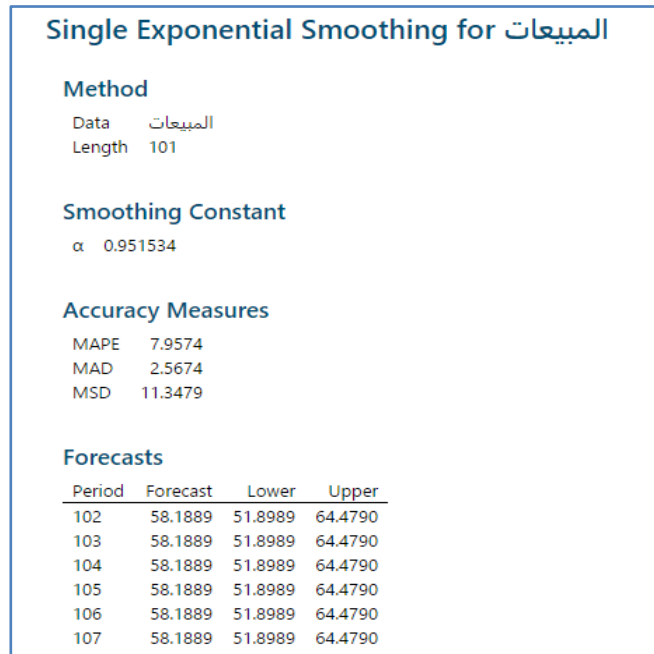 Single Exponential Smoothing for المبيعات
Method
Data المبيعات
Length 101
Smoothing Constant
α 0.951534
Accuracy Measures
MAPE 7.9574
MAD 2.5674
MSD 11.3479
Forecasts
Period Forecast Lower Upper
102 58.1889 51.8989 64.4790
103 58.1889 51.8989 64.4790
104 58.1889 51.8989 64.4790
105 58.1889 51.8989 64.4790
106 58.1889 51.8989 64.4790
107 58.1889 51.8989 64.4790